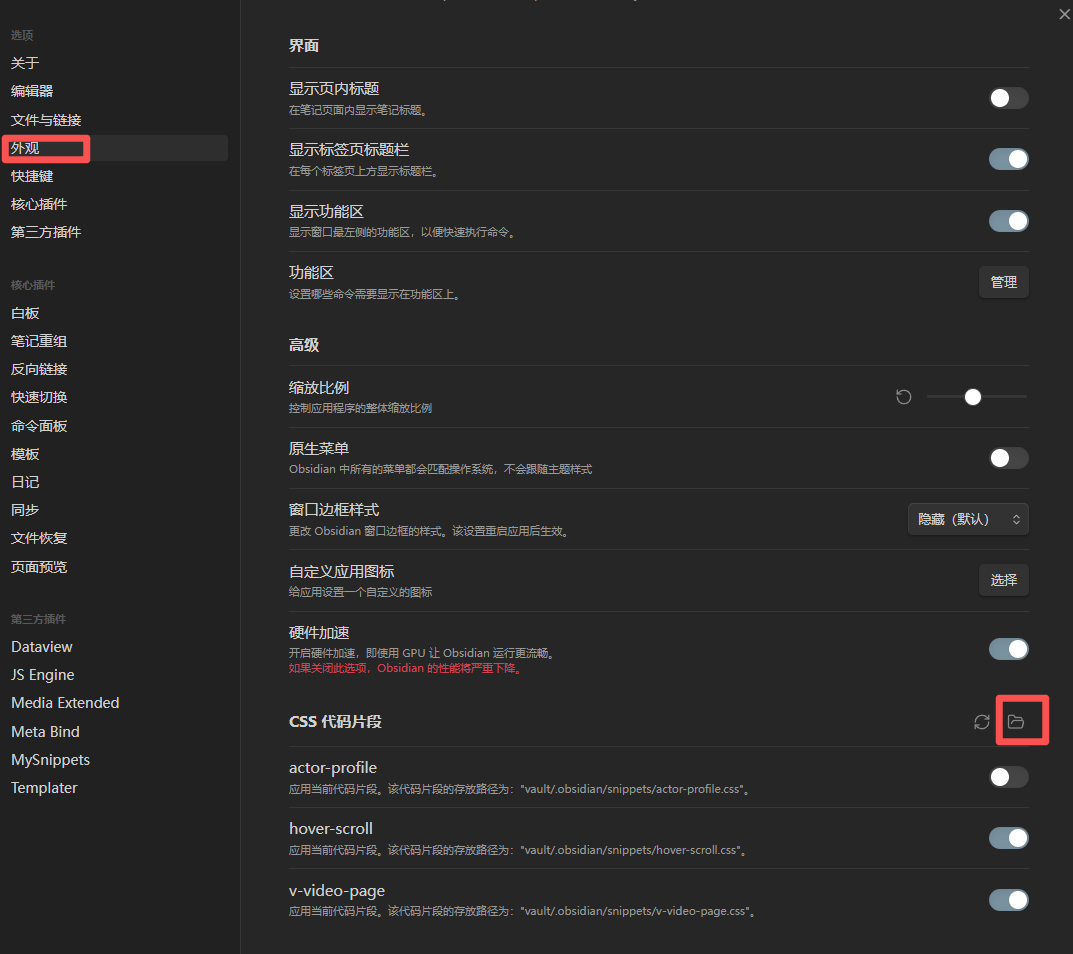 选项
关于
编辑器
文件与链接
外观
快捷键
核心插件
第三方插件
核心插件
白板
笔记重组
反向链接
快速切换
命令面板
模板
日记
同步
文件恢复
页面预览
第三方插件
Dataview
JS Engine
Media Extended
Meta Bind
MySnippets
Templater
界面
显示页内标题
在笔记页面内显示笔记标题。
显示标签页标题栏
在每个标签页上方显示标题栏。
显示功能区
显示窗口最左侧的功能区，以便快速执行命令。
功能区
设置哪些命令需要显示在功能区上。
管理
高级
缩放比例
控制应用程序的整体缩放比例
原生菜单
Obsidian 中所有的菜单都会匹配操作系统，不会跟随主题样式
窗口边框样式
更改 Obsidian 窗口边框的样式。该设置重启应用后生效。
隐藏（默认）
自定义应用图标
给应用设置一个自定义的图标
选择
硬件加速
开启硬件加速，即使用 GPU 让 Obsidian 运行更流畅。
如果关闭此选项，Obsidian 的性能将严重下降。
CSS 代码片段
actor-profile
应用当前代码片段。该代码片段的存放路径为："vault/.obsidian/snippets/actor-profile.css"。
hover-scroll
应用当前代码片段。该代码片段的存放路径为："vault/.obsidian/snippets/hover-scroll.css"。
v-video-page
应用当前代码片段。该代码片段的存放路径为："vault/.obsidian/snippets/v-video-page.css"。